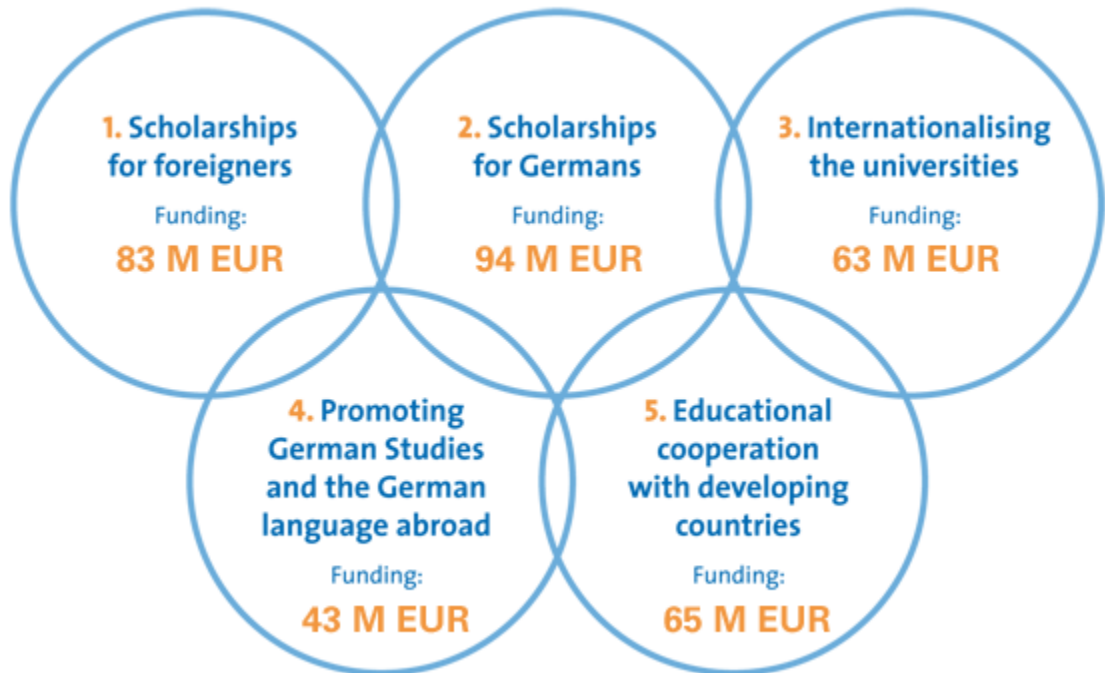 1. Scholarships
for foreigners
Funding:
83 M EUR
2. Scholarships
for Germans
Funding:
94 M EUR
3. Internationalising
the universities
Funding:
63 M EUR
4. Promoting
German Studies
and the German
language abroad
Funding:
43 M EUR
5. Educational
cooperation
with developing
countries
Funding:
65 M EUR